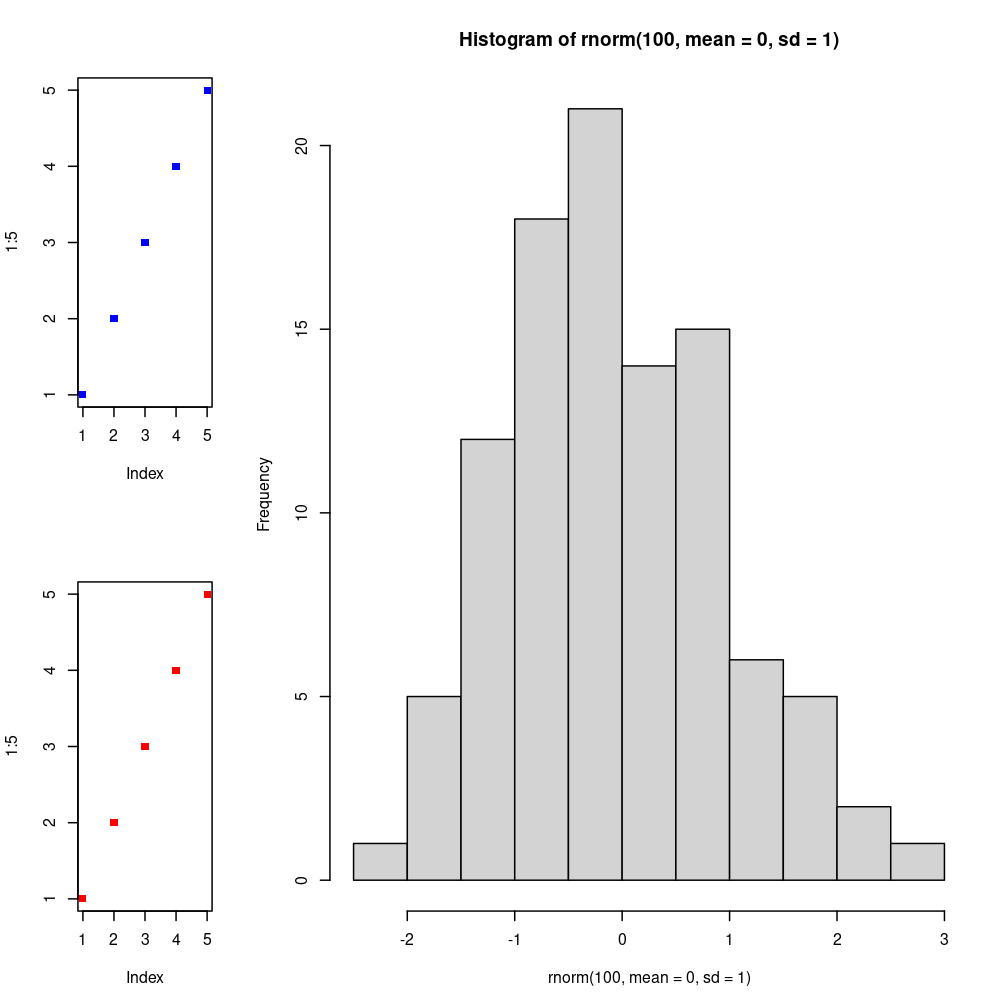 5
4
3
2
1
1:5
1 2 3 4 5
Index
5
4
3
2
1
1:5
1 2 3 4 5
Index
Histogram of rnorm(100, mean = 0, sd = 1)
20
15
10
5
0
Frequency
-2 -1 0 1 2 3
rnorm(100, mean = 0, sd = 1)